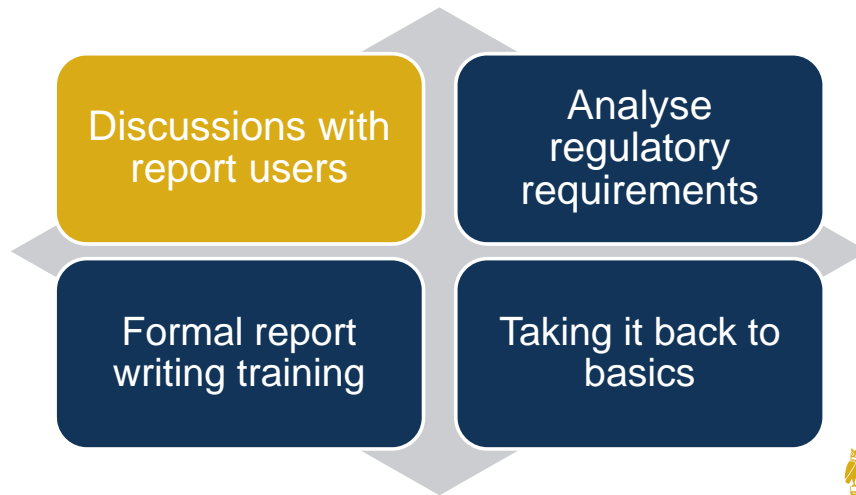 Discussions with
report users
Analyse
regulatory
requirements
Formal report
writing training
Taking it back to
basics